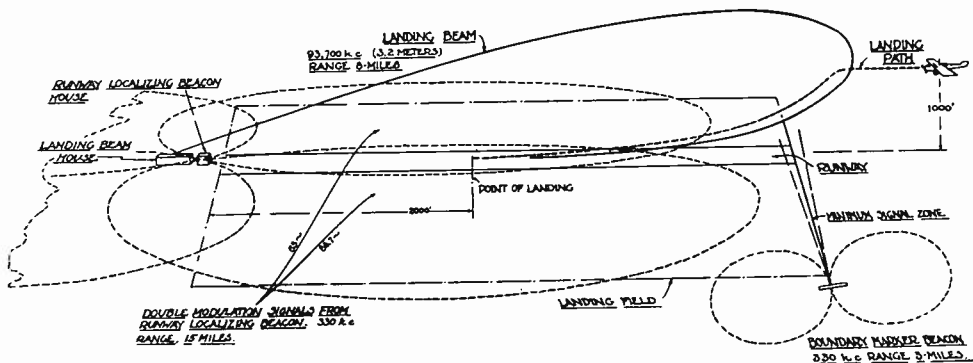 LANDING BEAM
93,700 k c (3.2 METERS)
RANGE 8-MILES
LANDING
PATH
RUNWAY LOCALIZING BEACON
HOUSE
1000'
LANDING BEAM
HOUSE
RUNWAY
POINT OF LANDING
2000'
MINIMUM SIGNAL ZONE
65~
86.7~
LANDING FIELD
DOUBLE MODULATION SIGNALS FROM
RUNWAY LOCALIZING BEACON. 330 k c
RANGE, 15 MILES.
BOUNDARY MARKER BEACON
330 k c RANGE 3-MILES.